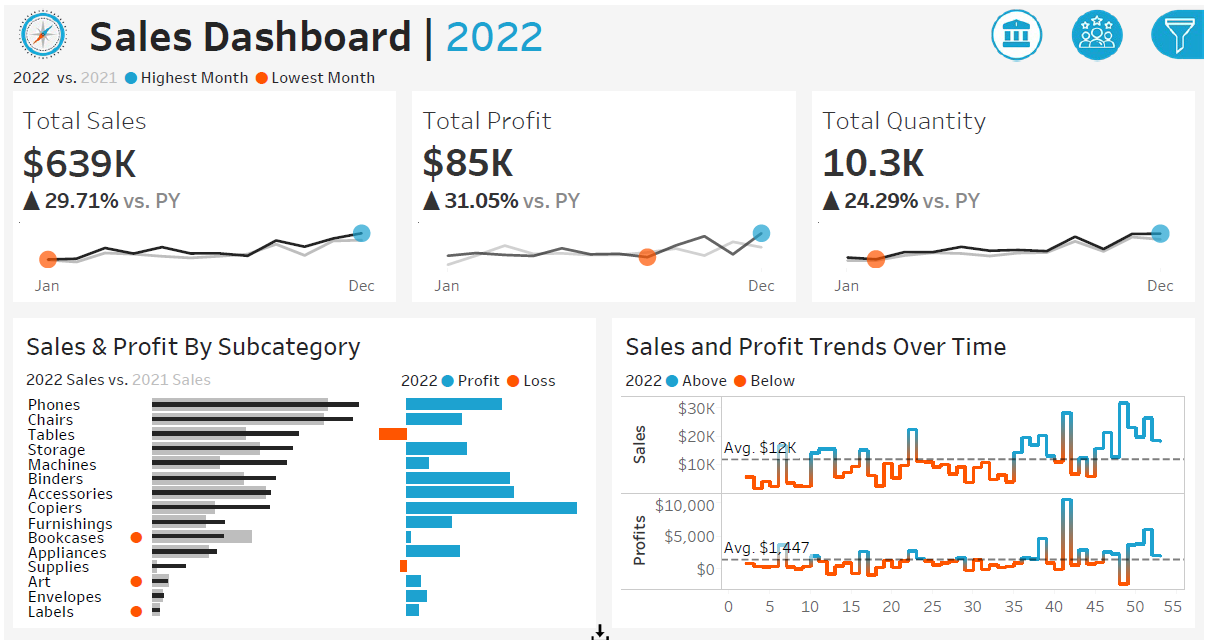 Sales Dashboard | 2022
2022 vs. 2021 Highest Month Lowest Month
Total Sales
$639K
▲ 29.71% vs. PY
Jan Dec
Total Profit
$85K
▲ 31.05% vs. PY
Jan Dec
Total Quantity
10.3K
▲ 24.29% vs. PY
Jan Dec
Sales & Profit By Subcategory
2022 Sales vs. 2021 Sales
2022 Profit Loss
Phones
Chairs
Tables
Storage
Machines
Binders
Accessories
Copiers
Furnishings
Bookcases
Appliances
Supplies
Art
Envelopes
Labels
Sales and Profit Trends Over Time
2022 Above Below
Sales
$30K
$20K
$10K
Avg. $12K
Profits
$10,000
$5,000
$0
Avg. $1,447
0 5 10 15 20 25 30 35 40 45 50 55